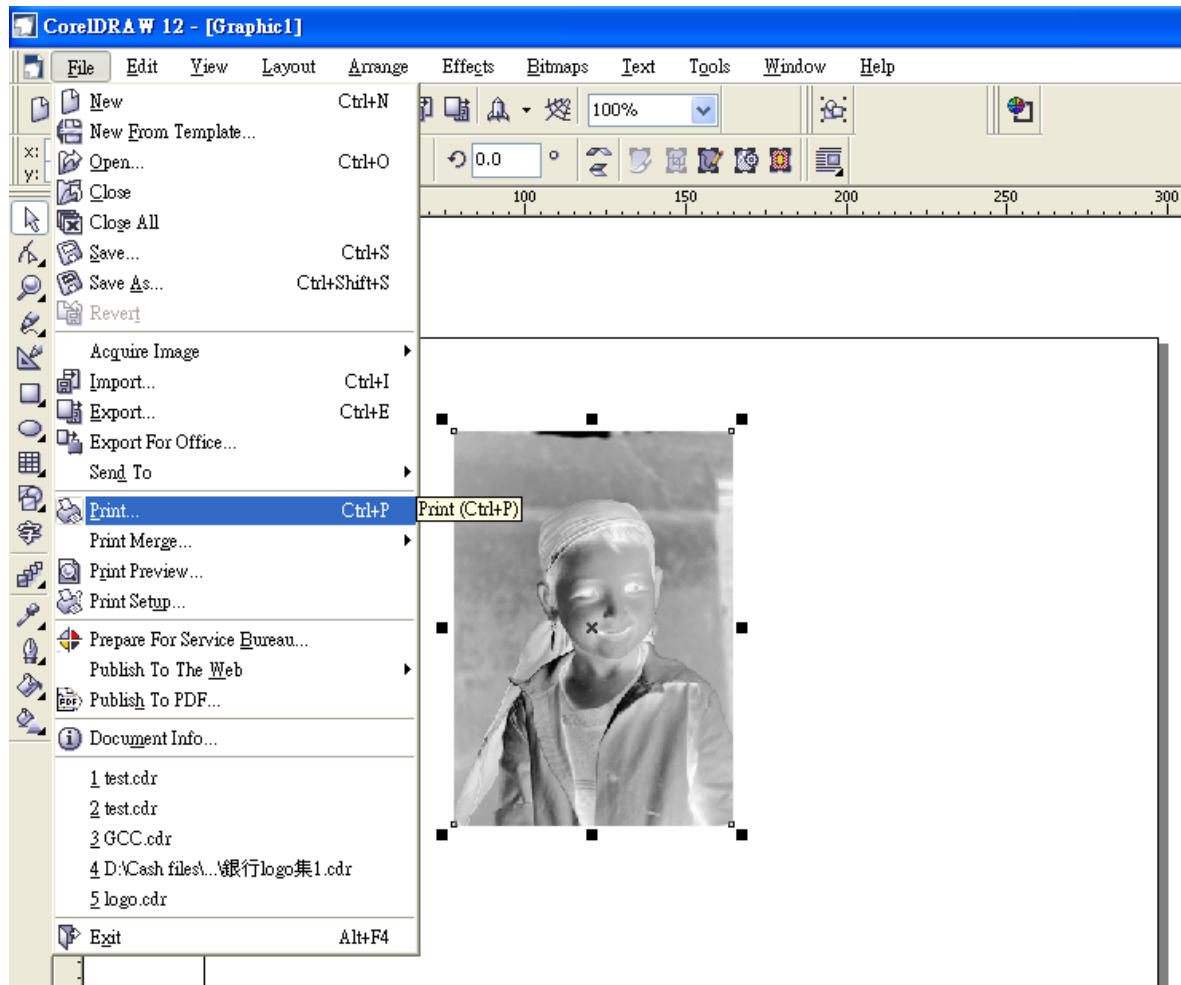 CorelDRAW 12 - [Graphic1]
File Edit View Layout Arrange Effects Bitmaps Text Tools Window Help
New Ctrl+N
100%
New From Template...
x:
y:
Open... Ctrl+O
0.0 °
Close
100 150 200 250 300
Close All
Save... Ctrl+S
Save As... Ctrl+Shift+S
Revert
Acquire Image
Import... Ctrl+I
Export... Ctrl+E
Export For Office...
Send To
Print... Ctrl+P
Print (Ctrl+P)
字
Print Merge...
Print Preview...
Print Setup...
Prepare For Service Bureau...
Publish To The Web
PDF
Publish To PDF...
Document Info...
1 test.cdr
2 test.cdr
3 GCC.cdr
4 D:\Cash files\...\銀行logo集1.cdr
5 logo.cdr
Exit Alt+F4